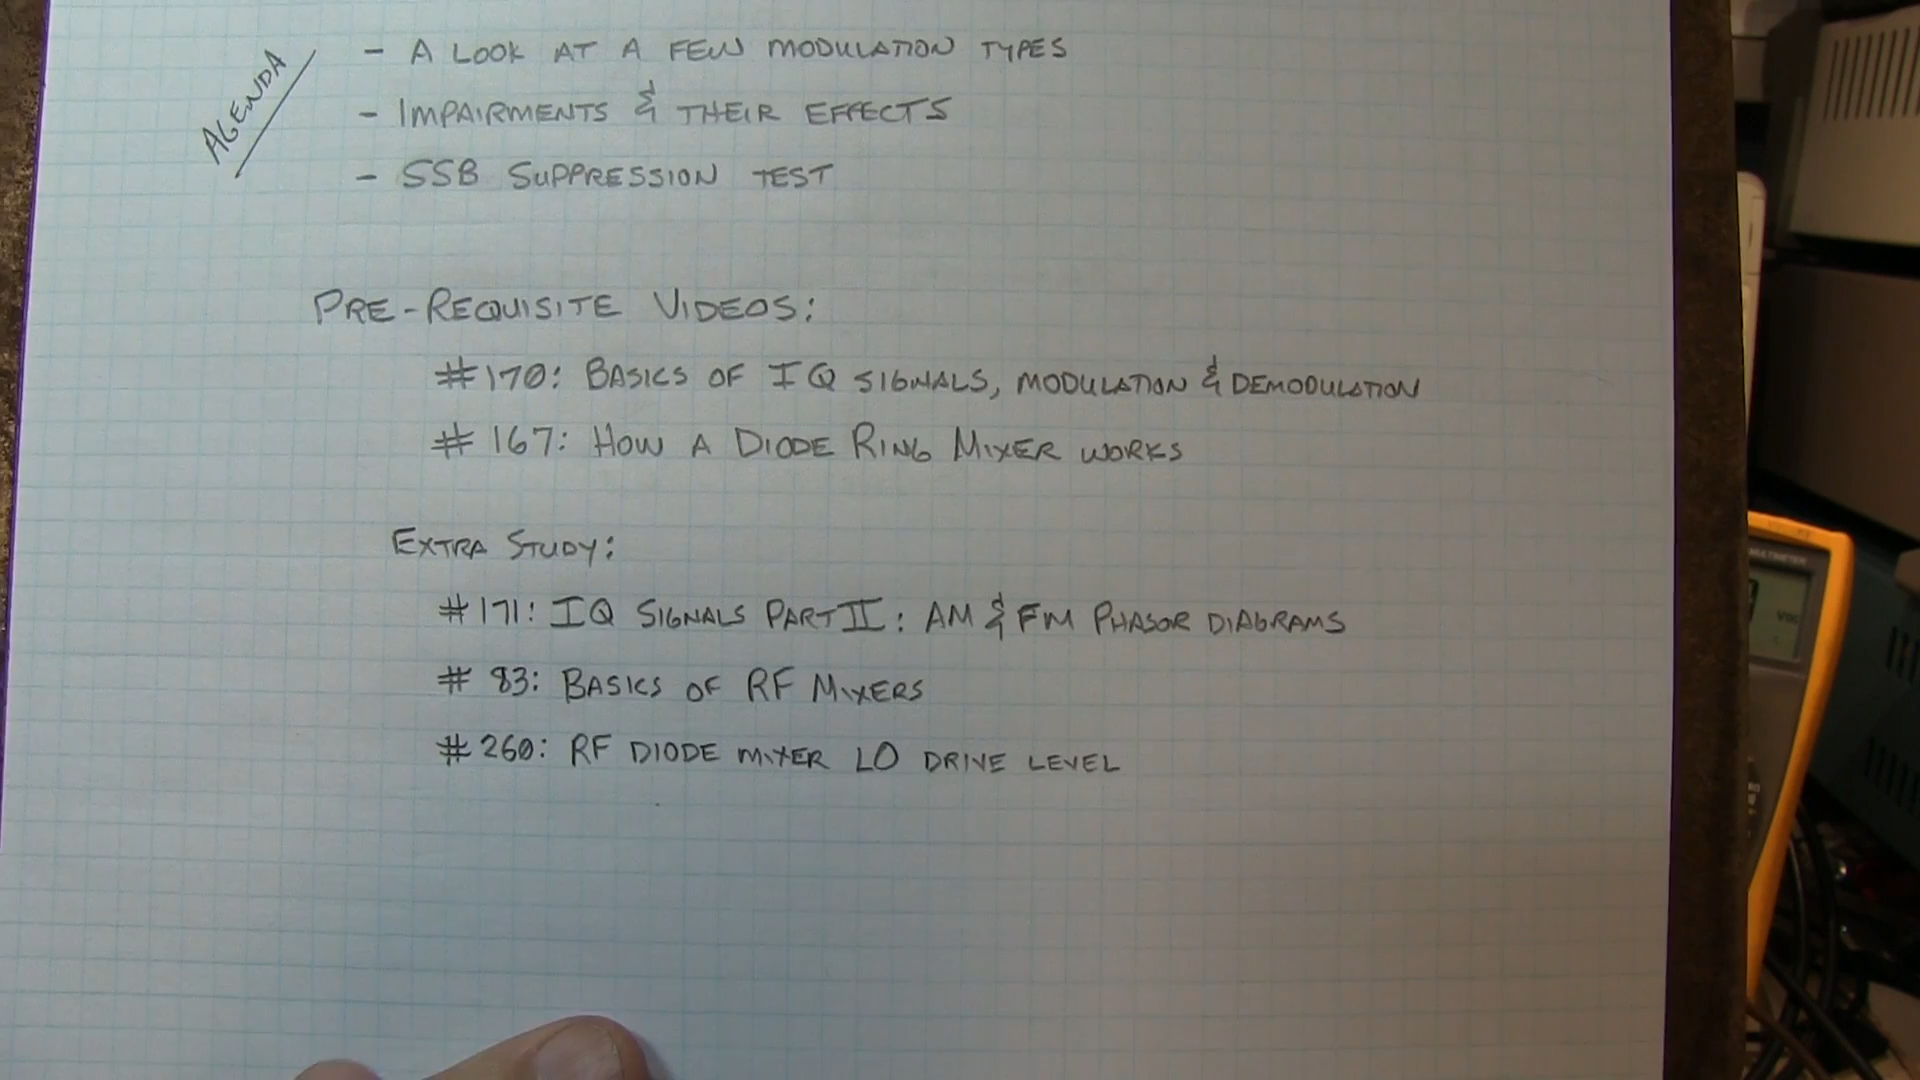 AGENDA
- A LOOK AT A FEW MODULATION TYPES
- IMPAIRMENTS & THEIR EFFECTS
- SSB SUPPRESSION TEST
PRE-REQUISITE VIDEOS:
#170: BASICS OF IQ SIGNALS, MODULATION & DEMODULATION
# 167: HOW A DIODE RING MIXER WORKS
EXTRA STUDY:
#171: IQ SIGNALS PART II: AM & FM PHASOR DIAGRAMS
# 83: BASICS OF RF MIXERS
# 260: RF DIODE MIXER LO DRIVE LEVEL
MULTIMETER